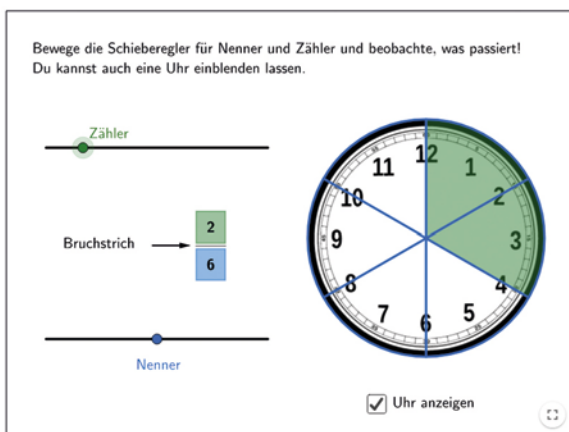 Bewege die Schieberegler für Nenner und Zähler und beobachte, was passiert!
Du kannst auch eine Uhr einblenden lassen.
Zähler
Bruchstrich
2
6
Nenner
12
1
2
3
4
5
6
7
8
9
10
11
Uhr anzeigen